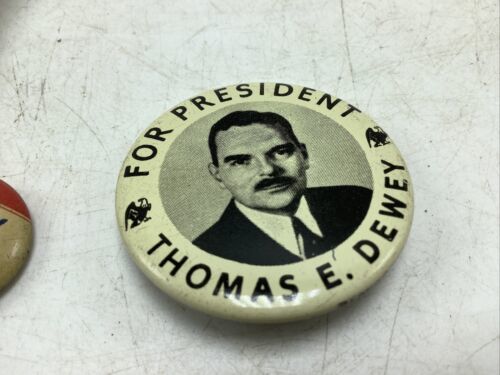 FOR PRESIDENT
THOMAS E. DEWEY